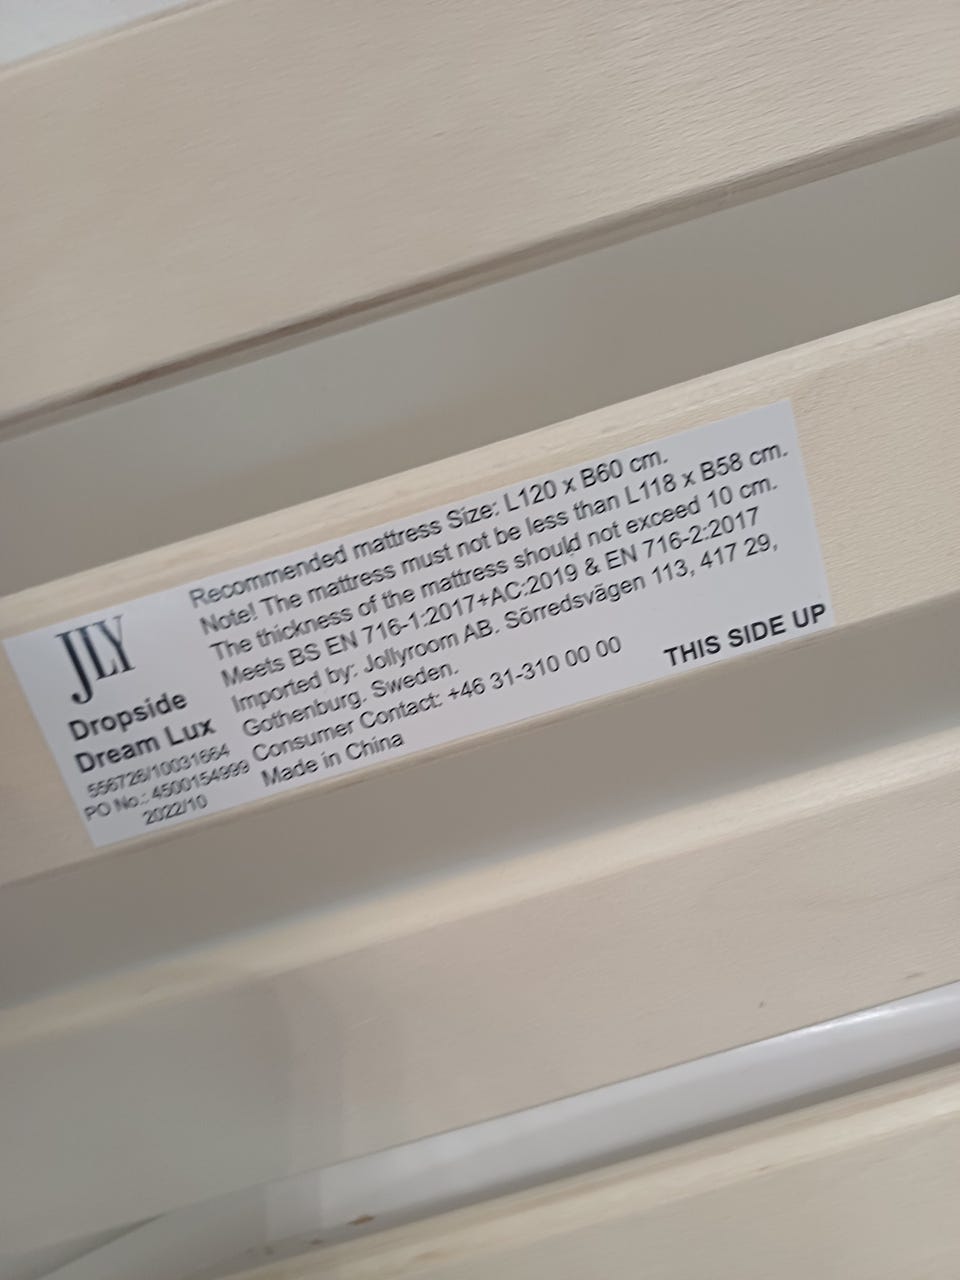 JLY
Dropside
Dream Lux
556726/10031664
PO No.: 4500154999
2022/10
Recommended mattress Size: L120 x B60 cm.
Note! The mattress must not be less than L118 x B58 cm.
The thickness of the mattress should not exceed 10 cm.
Meets BS EN 716-1:2017+AC:2019 & EN 716-2:2017
Imported by: Jollyroom AB. Sörredsvägen 113, 417 29,
Gothenburg. Sweden.
Consumer Contact: +46 31-310 00 00
Made in China
THIS SIDE UP